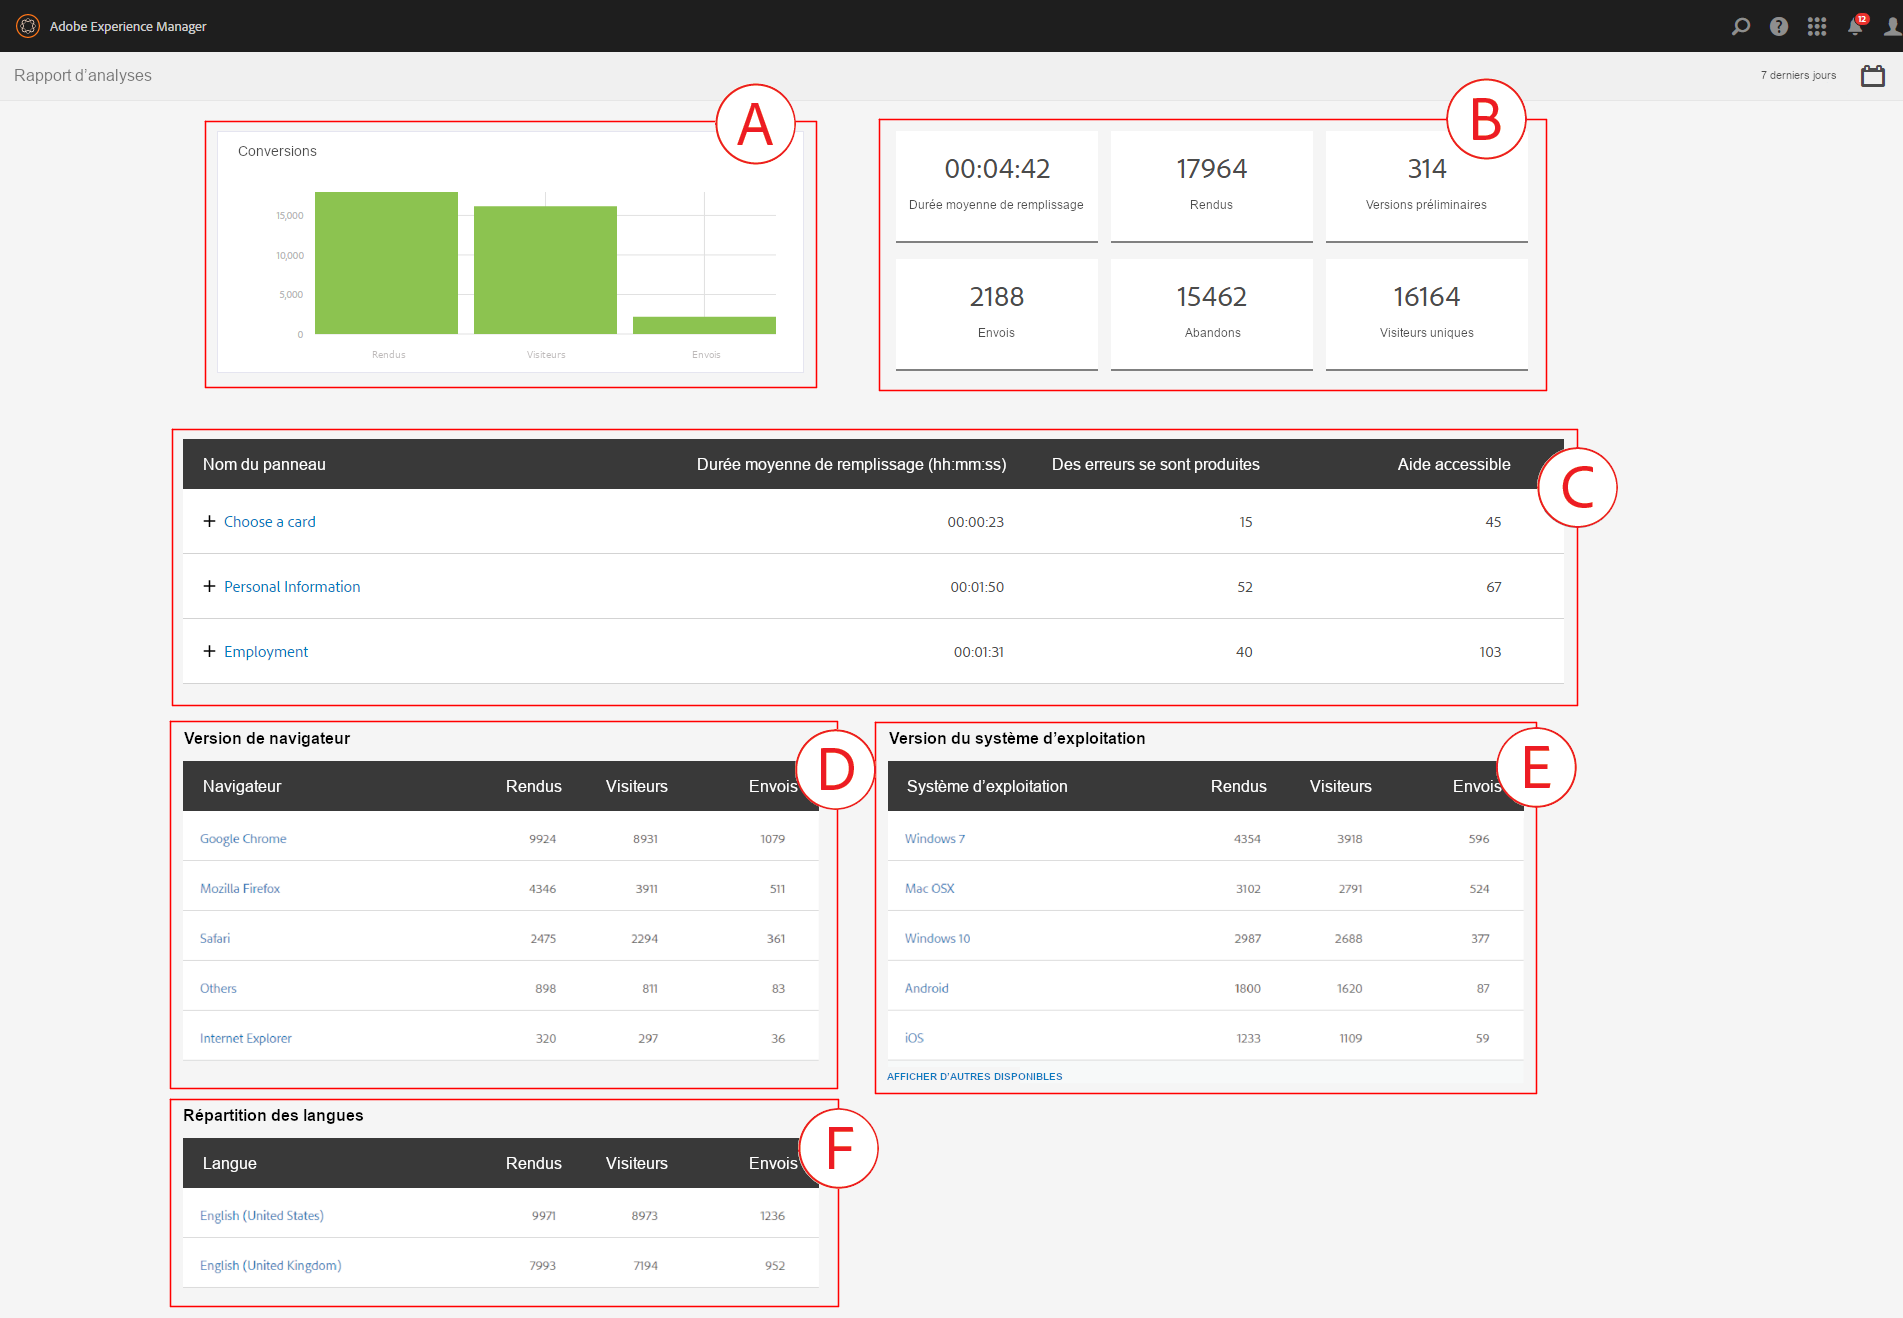 Adobe Experience Manager
12
Rapport d'analyses
7 derniers jours
A
Conversions
15,000
10,000
5,000
0
Rendus Visiteurs Envois
B
00:04:42 17964 314
Durée moyenne de remplissage Rendus Versions préliminaires
2188 15462 16164
Envois Abandons Visiteurs uniques
C
Nom du panneau Durée moyenne de remplissage (hh:mm:ss) Des erreurs se sont produites Aide accessible
+ Choose a card 00:00:23 15 45
+ Personal Information 00:01:50 52 67
+ Employment 00:01:31 40 103
D
Version de navigateur
Navigateur Rendus Visiteurs Envois
Google Chrome 9924 8931 1079
Mozilla Firefox 4346 3911 511
Safari 2475 2294 361
Others 898 811 83
Internet Explorer 320 297 36
E
Version du système d'exploitation
Système d'exploitation Rendus Visiteurs Envois
Windows 7 4354 3918 596
Mac OSX 3102 2791 524
Windows 10 2987 2688 377
Android 1800 1620 87
iOS 1233 1109 59
AFFICHER D'AUTRES DISPONIBLES
F
Répartition des langues
Langue Rendus Visiteurs Envois
English (United States) 9971 8973 1236
English (United Kingdom) 7993 7194 952